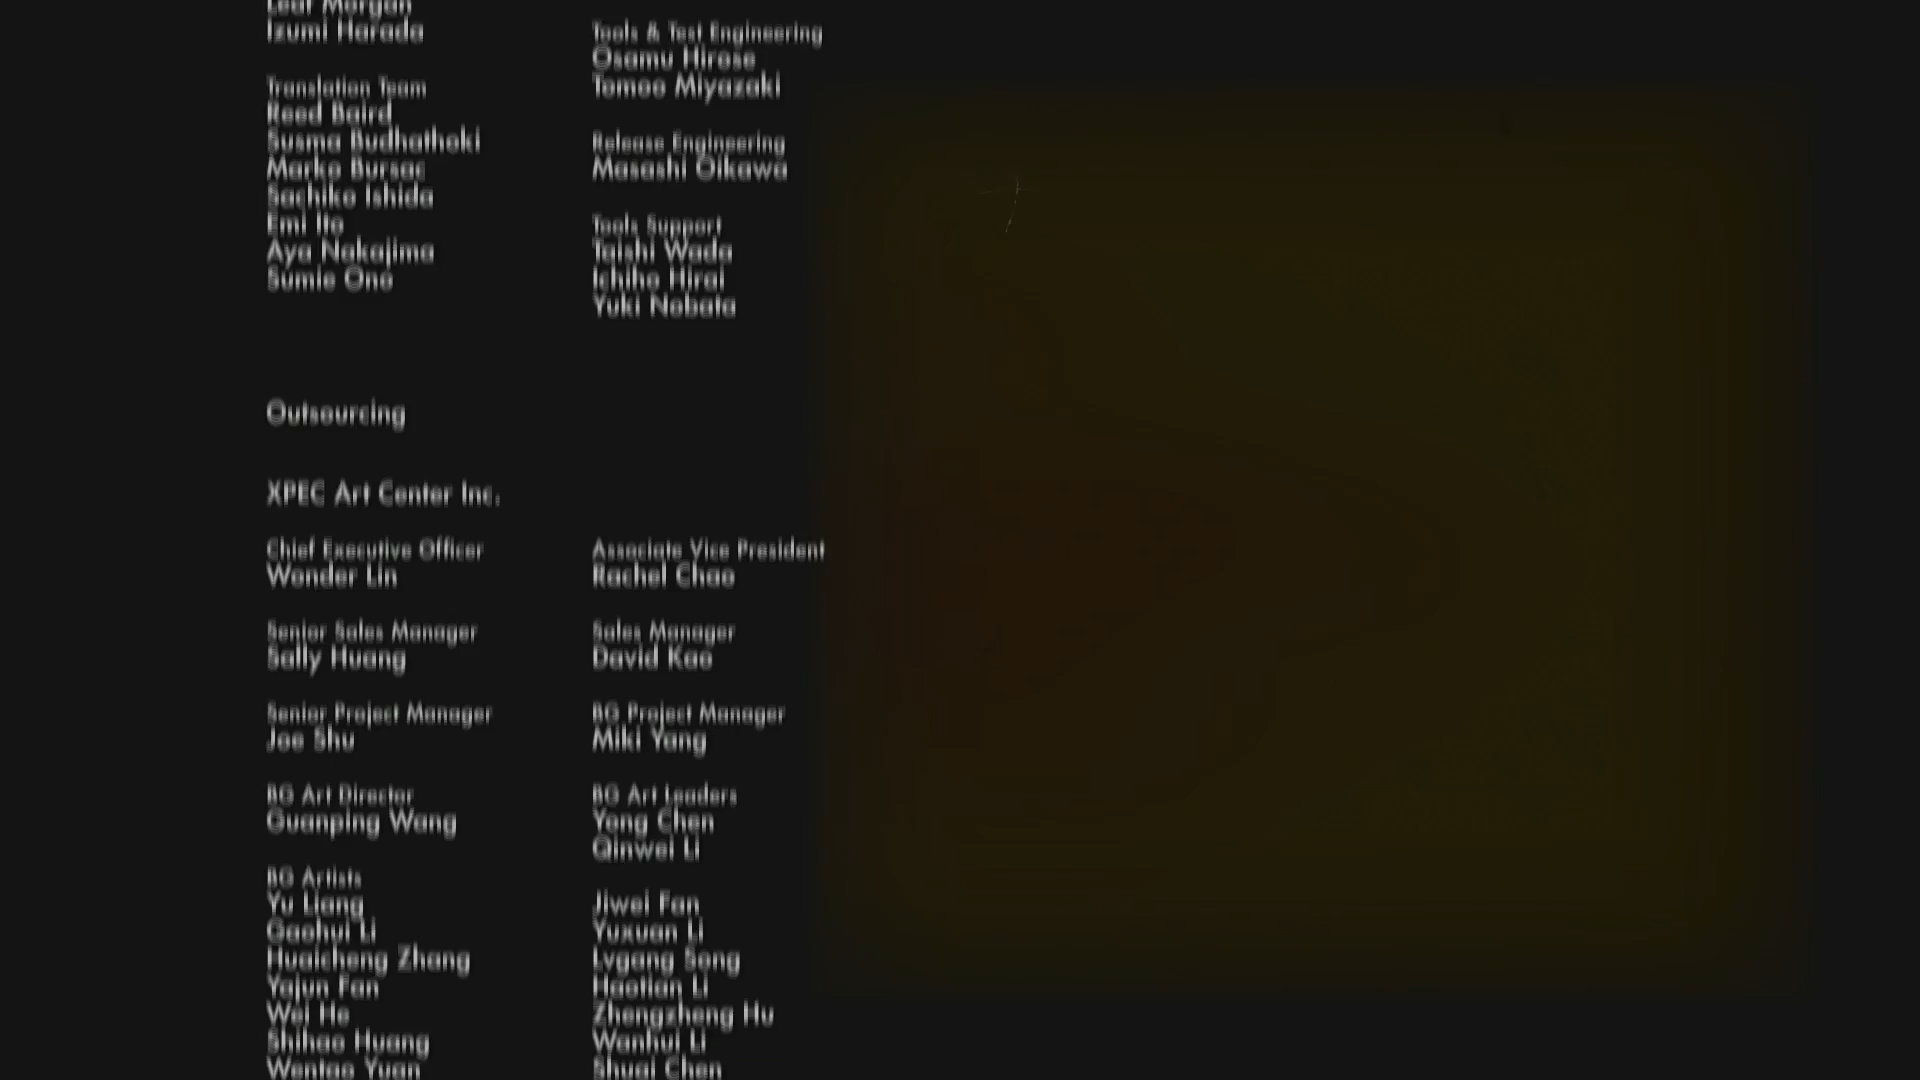 Leaf Morgan
Izumi Harada
Translation Team
Reed Baird
Susma Budhathoki
Marko Bursac
Sachiko Ishida
Emi Ito
Aya Nakajima
Sumie Ono
Tools & Test Engineering
Osamu Hirose
Tomoo Miyazaki
Release Engineering
Masashi Oikawa
Tools Support
Taishi Wada
Ichiho Hirai
Yuki Nobata
Outsourcing
XPEC Art Center Inc.
Chief Executive Officer
Wonder Lin
Associate Vice President
Rachel Chao
Senior Sales Manager
Sally Huang
Sales Manager
David Kao
Senior Project Manager
Joe Shu
BG Project Manager
Miki Yang
BG Art Director
Guanping Wang
BG Art Leaders
Yong Chen
Qinwei Li
BG Artists
Yu Liang
Gaohui Li
Huaicheng Zhang
Yajun Fan
Wei He
Shihao Huang
Wentao Yuan
Jiwei Fan
Yuxuan Li
Lvgang Song
Haotian Li
Zhengzheng Hu
Wanhui Li
Shuai Chen